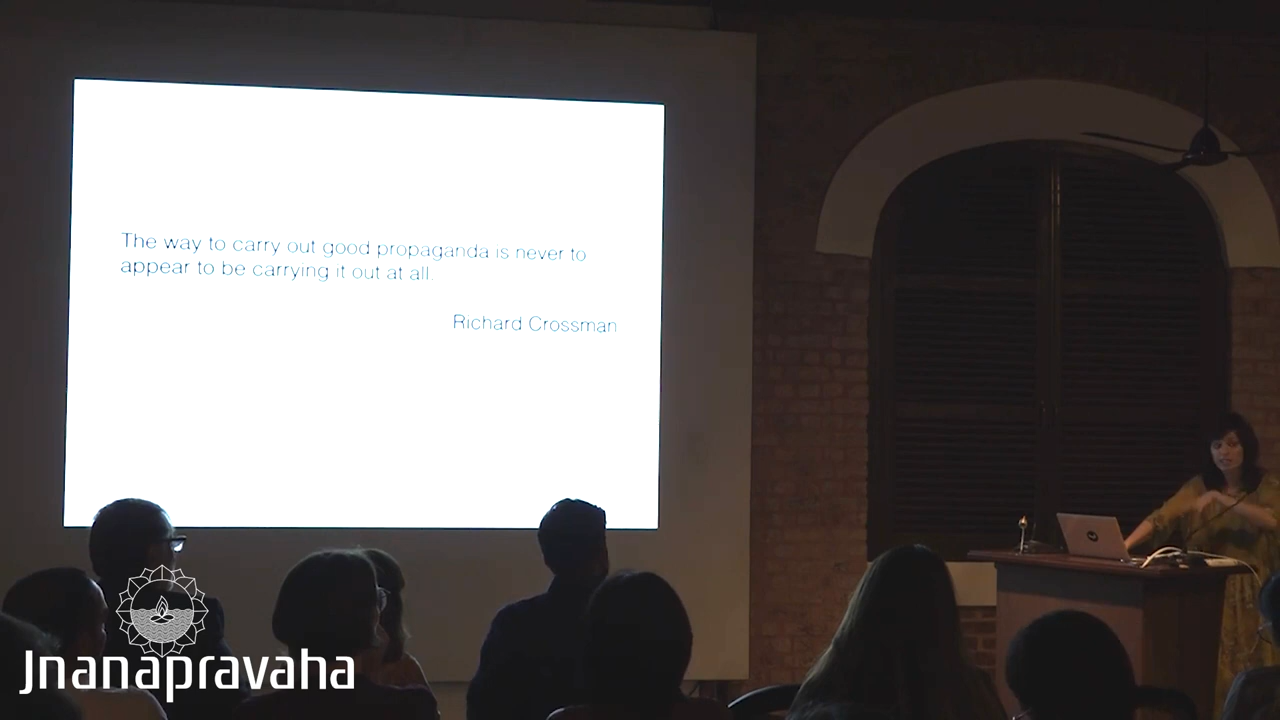 The way to carry out good propaganda is never to
appear to be carrying it out at all.
Richard Crossman
Jnanapravaha